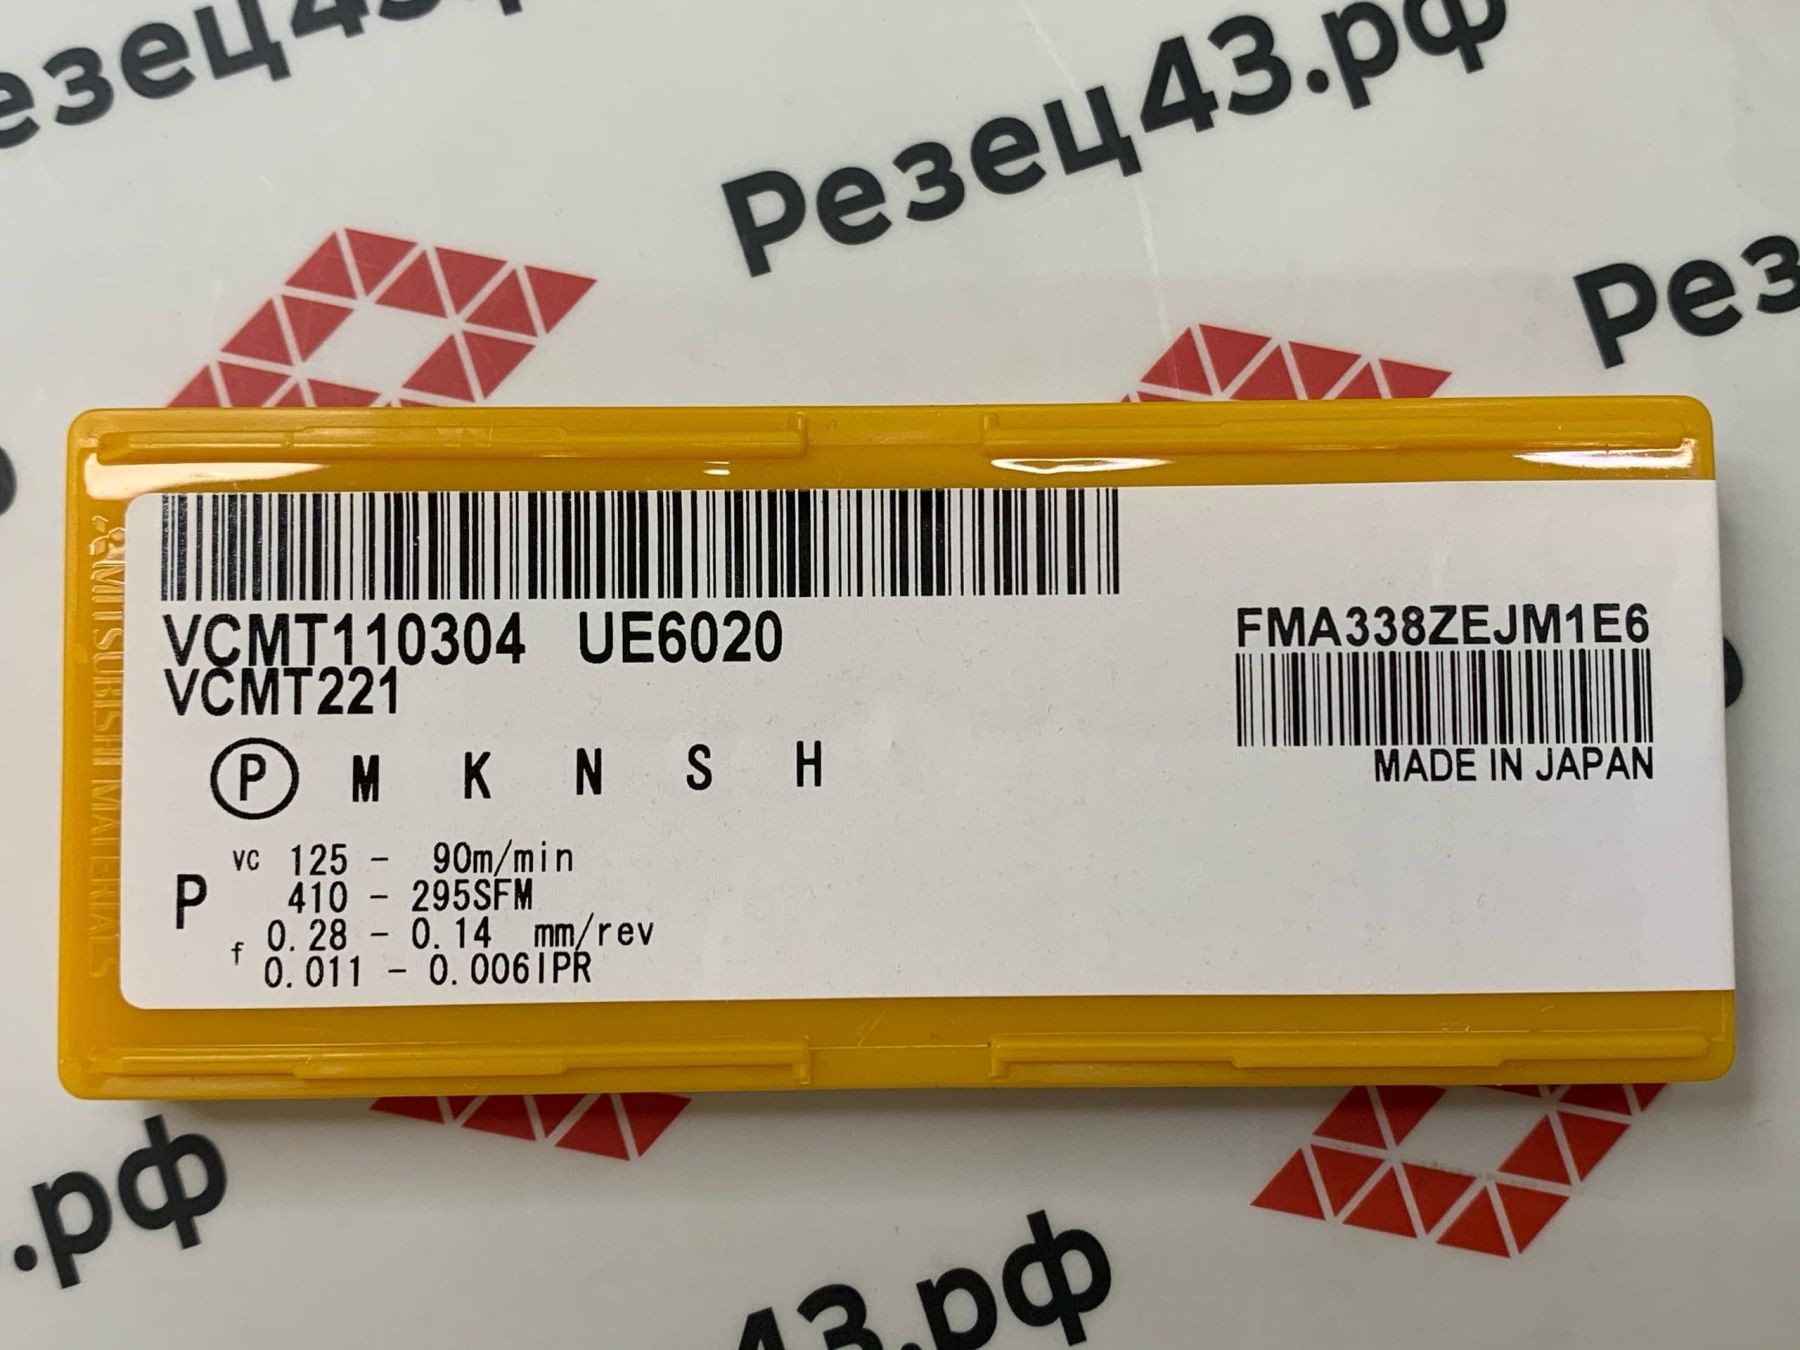 Резец43.рф
Резец43.рф
Рез
MITSUBISHI MATERIALS
VCMT110304 UE6020
VCMT221
P M K N S H
P
vc 125 - 90m/min
410 - 295SFM
f 0.28 - 0.14 mm/rev
0.011 - 0.006IPR
FMA338ZEJM1E6
MADE IN JAPAN
.рф
43.рф